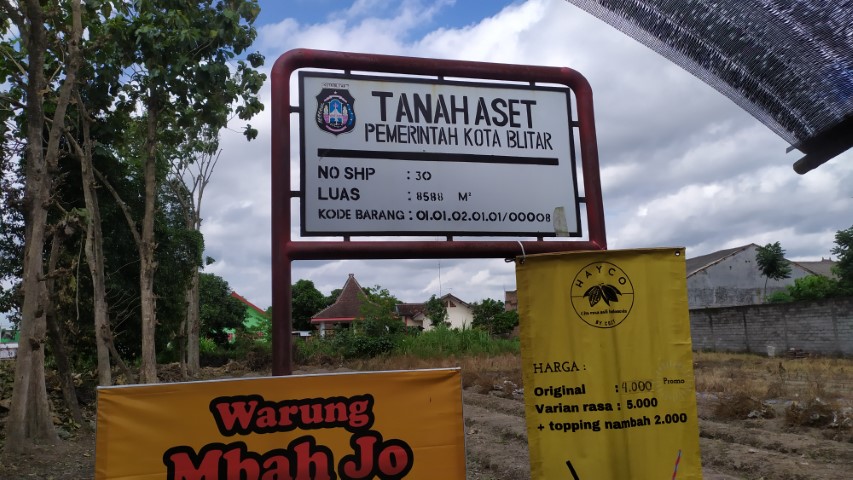 TANAH ASET
PEMERINTAH KOTA BLITAR
NO SHP : 30
LUAS : 8588 M²
KODE BARANG : 01.01.02.01.01/00008
HAYCO
HARGA :
Original : 4.000 Promo
Varian rasa : 5.000
+ topping nambah 2.000
Warung
Mbah Jo